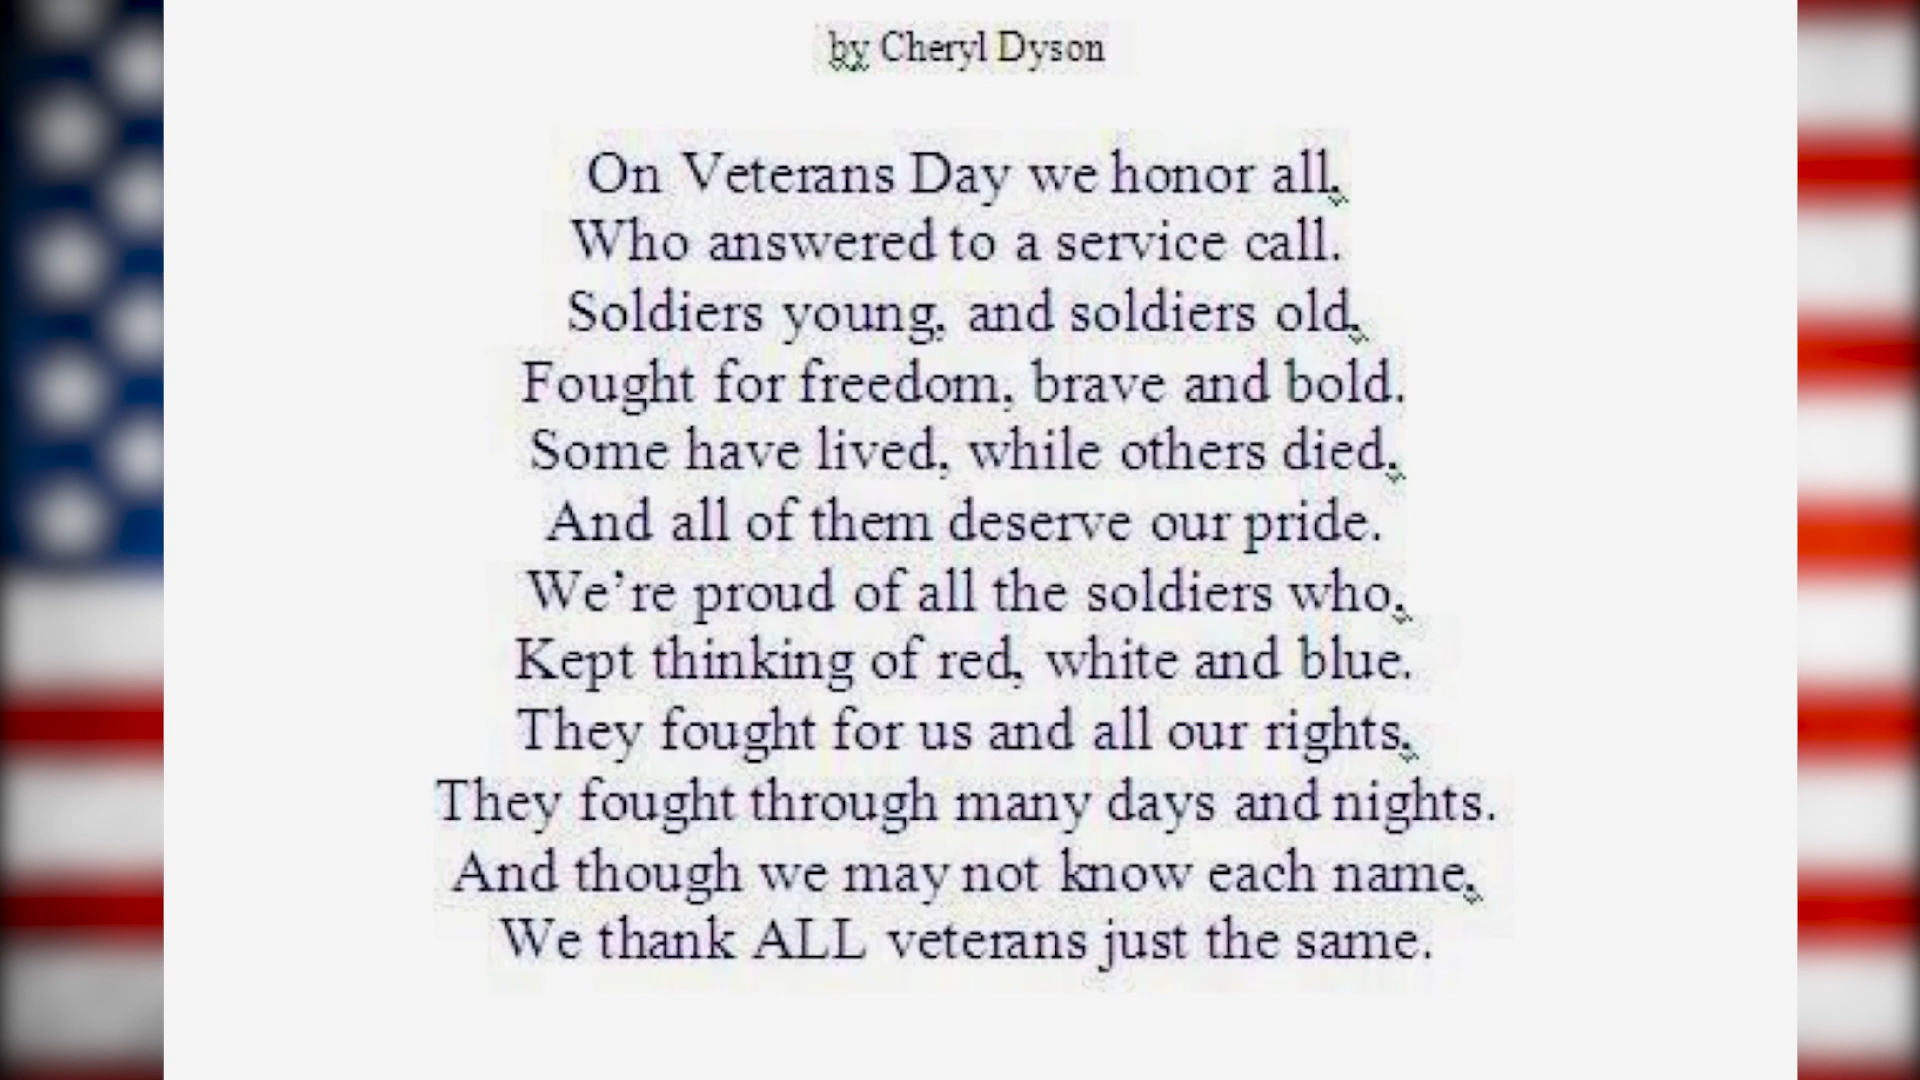 by Cheryl Dyson
On Veterans Day we honor all,
Who answered to a service call.
Soldiers young, and soldiers old,
Fought for freedom, brave and bold.
Some have lived, while others died,
And all of them deserve our pride.
We're proud of all the soldiers who,
Kept thinking of red, white and blue.
They fought for us and all our rights,
They fought through many days and nights.
And though we may not know each name,
We thank ALL veterans just the same.